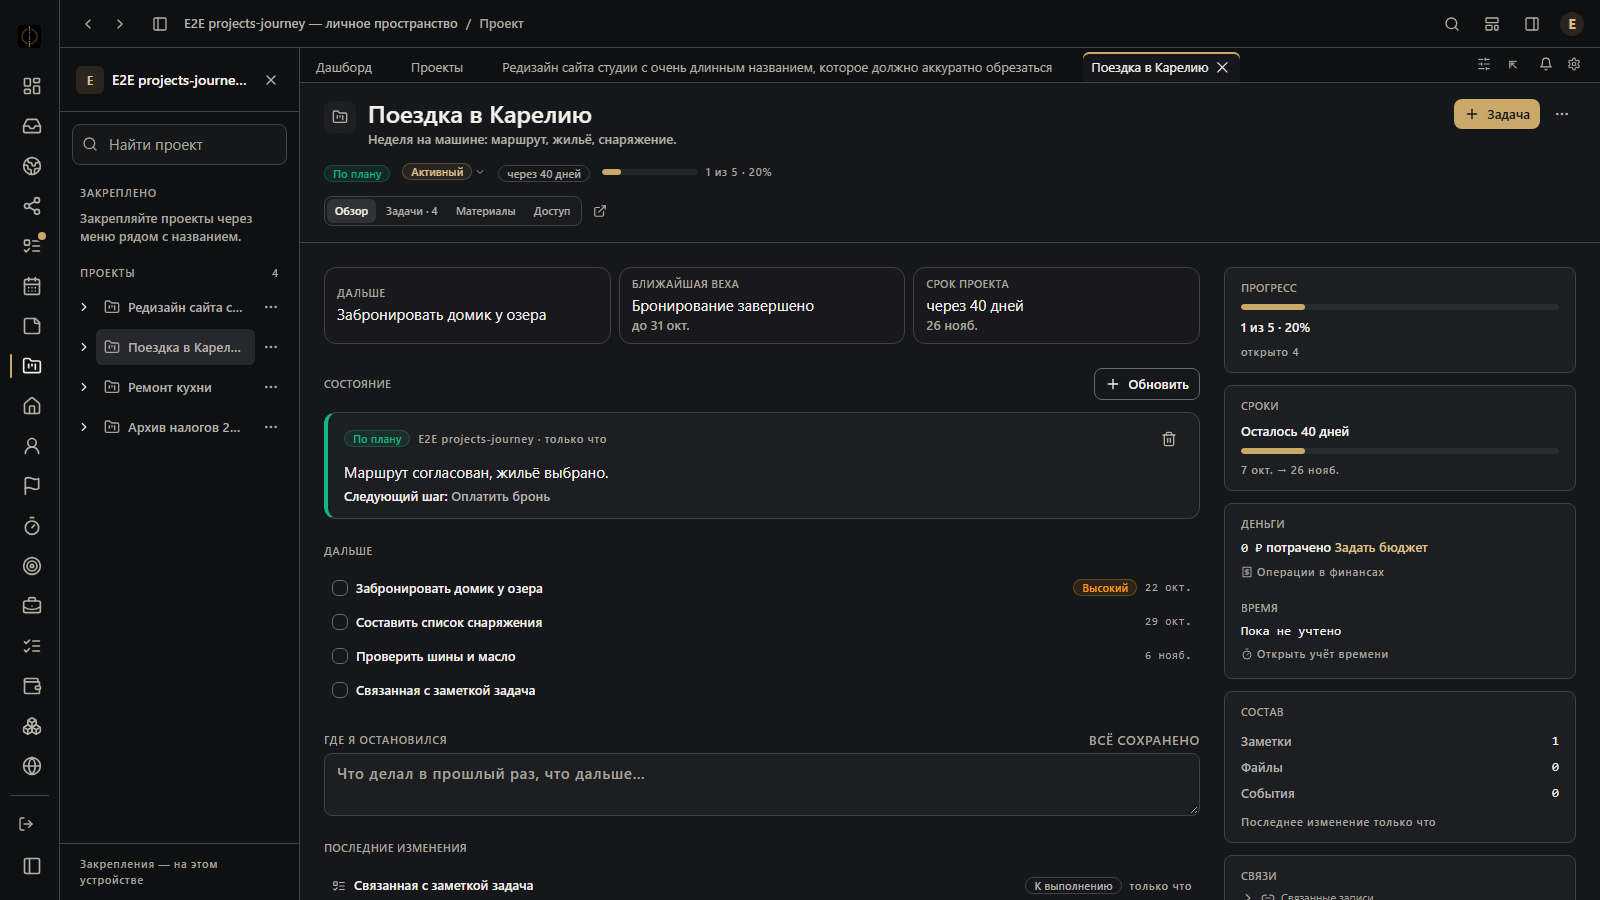 E2E projects-journey — личное пространство / Проект
E
E
E2E projects-journe...
Найти проект
ЗАКРЕПЛЕНО
Закрепляйте проекты через
меню рядом с названием.
ПРОЕКТЫ 4
Редизайн сайта с...
Поездка в Карел...
Ремонт кухни
Архив налогов 2...
Закрепления — на этом
устройстве
Дашборд
Проекты
Редизайн сайта студии с очень длинным названием, которое должно аккуратно обрезаться
Поездка в Карелию
Поездка в Карелию
Неделя на машине: маршрут, жильё, снаряжение.
+ Задача
По плану
Активный
через 40 дней
1 из 5 · 20%
Обзор
Задачи · 4
Материалы
Доступ
ДАЛЬШЕ
Забронировать домик у озера
БЛИЖАЙШАЯ ВЕХА
Бронирование завершено
до 31 окт.
СРОК ПРОЕКТА
через 40 дней
26 нояб.
СОСТОЯНИЕ
+ Обновить
По плану
E2E projects-journey · только что
Маршрут согласован, жильё выбрано.
Следующий шаг: Оплатить бронь
ДАЛЬШЕ
Забронировать домик у озера
Высокий
22 окт.
Составить список снаряжения
29 окт.
Проверить шины и масло
6 нояб.
Связанная с заметкой задача
ГДЕ Я ОСТАНОВИЛСЯ
ВСЁ СОХРАНЕНО
Что делал в прошлый раз, что дальше...
ПОСЛЕДНИЕ ИЗМЕНЕНИЯ
Связанная с заметкой задача
К выполнению
только что
ПРОГРЕСС
1 из 5 · 20%
открыто 4
СРОКИ
Осталось 40 дней
7 окт. → 26 нояб.
ДЕНЬГИ
0 ₽ потрачено Задать бюджет
Операции в финансах
ВРЕМЯ
Пока не учтено
Открыть учёт времени
СОСТАВ
Заметки 1
Файлы 0
События 0
Последнее изменение только что
СВЯЗИ
Связанные записи